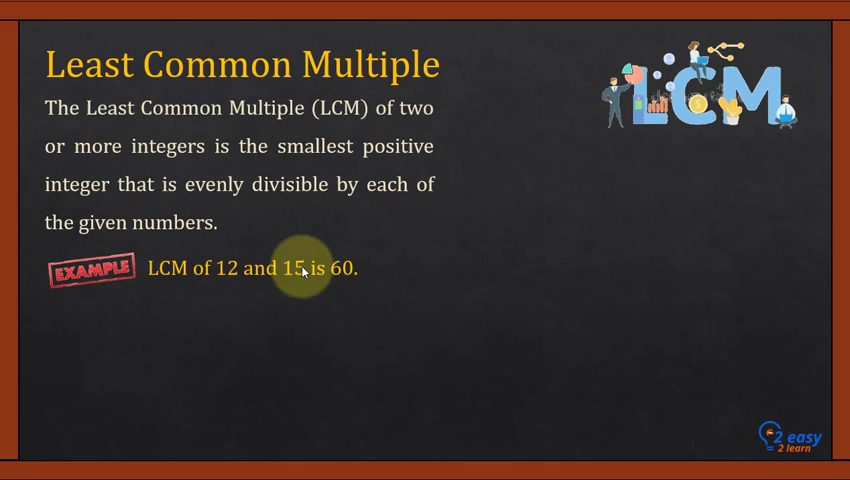 Least Common Multiple
LCM
The Least Common Multiple (LCM) of two
or more integers is the smallest positive
integer that is evenly divisible by each of
the given numbers.
EXAMPLE LCM of 12 and 15 is 60.
2 easy
2 learn